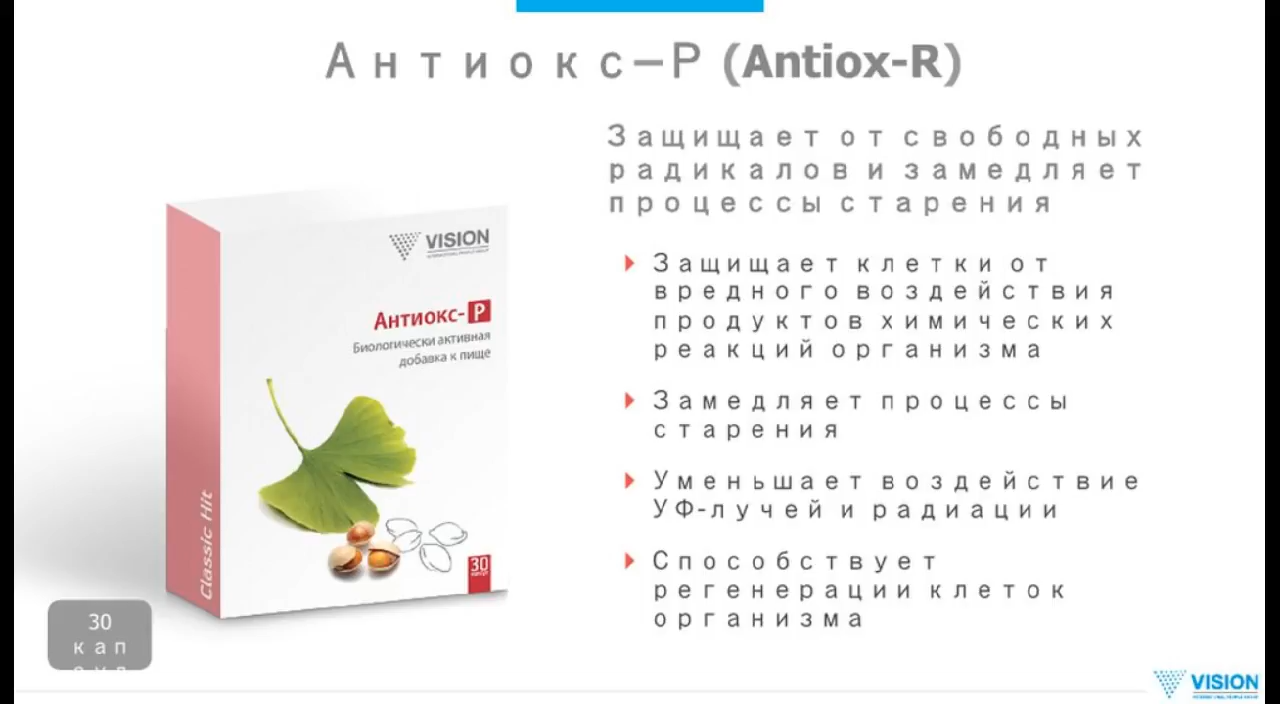 Антиокс–Р (Antiox-R)
Защищает от свободных
радикалов и замедляет
процессы старения
Защищает клетки от
вредного воздействия
продуктов химических
реакций организма
Замедляет процессы
старения
Уменьшает воздействие
УФ-лучей и радиации
Способствует
регенерации клеток
организма
VISION
Антиокс-Р
Биологически активная
добавка к пище
Classic Hit
30
капсул
30
кап
VISION